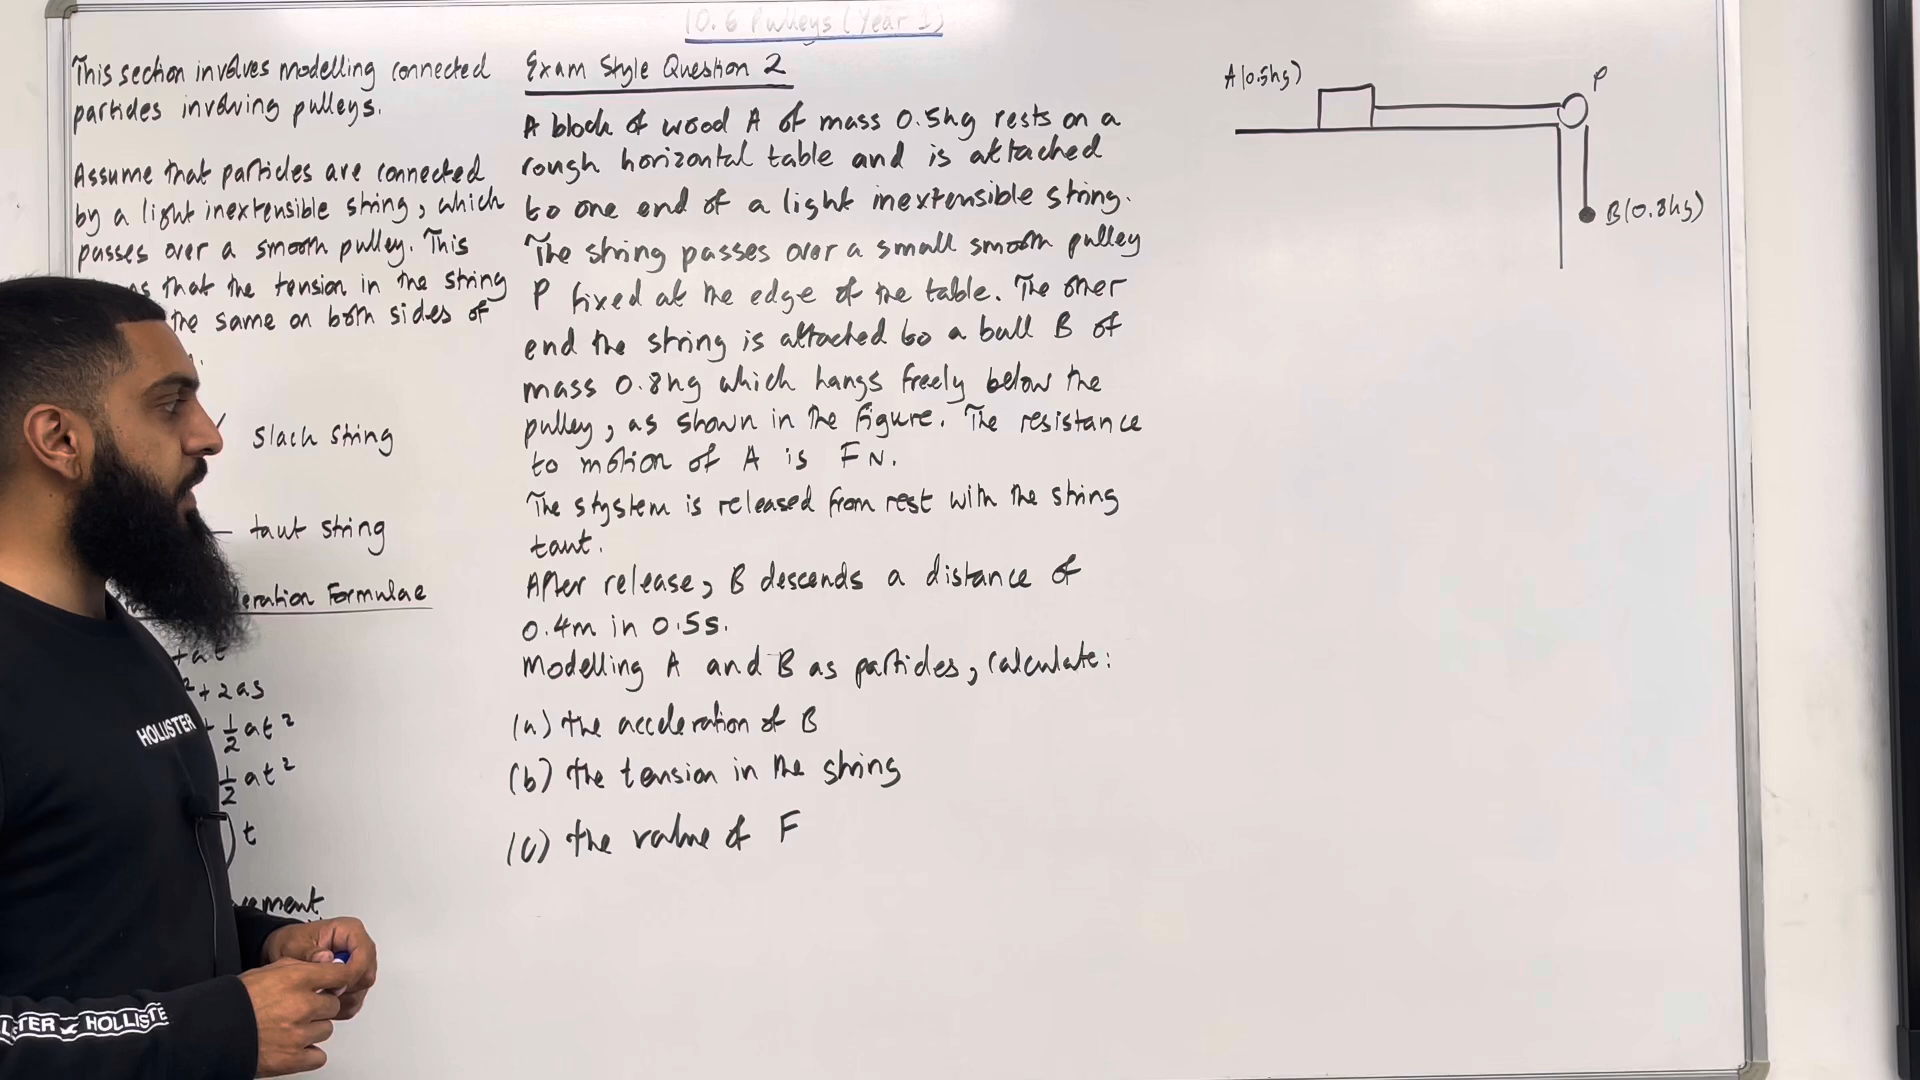 10.6 Pulleys (Year 1)
This section involves modelling connected
particles involving pulleys.
Assume that particles are connected
by a light inextensible string, which
passes over a smooth pulley. This
that the tension in the string
the same on both sides of
slack string
taut string
Formulae
+at
+ 2as
1/2 at²
1/2 at²
t
Exam Style Question 2
A block of wood A of mass 0.5kg rests on a
rough horizontal table and is attached
to one end of a light inextensible string.
The string passes over a small smooth pulley
P fixed at the edge of the table. The other
end the string is attached to a ball B of
mass 0.8kg which hangs freely below the
pulley, as shown in the figure. The resistance
to motion of A is F N.
The stystem is released from rest with the string
taut.
After release, B descends a distance of
0.4m in 0.5s.
Modelling A and B as particles, calculate:
(a) the acceleration of B
(b) the tension in the string
(c) the value of F
A(0.5kg)
P
B(0.8kg)
HOLLISTER
HOLLISTE